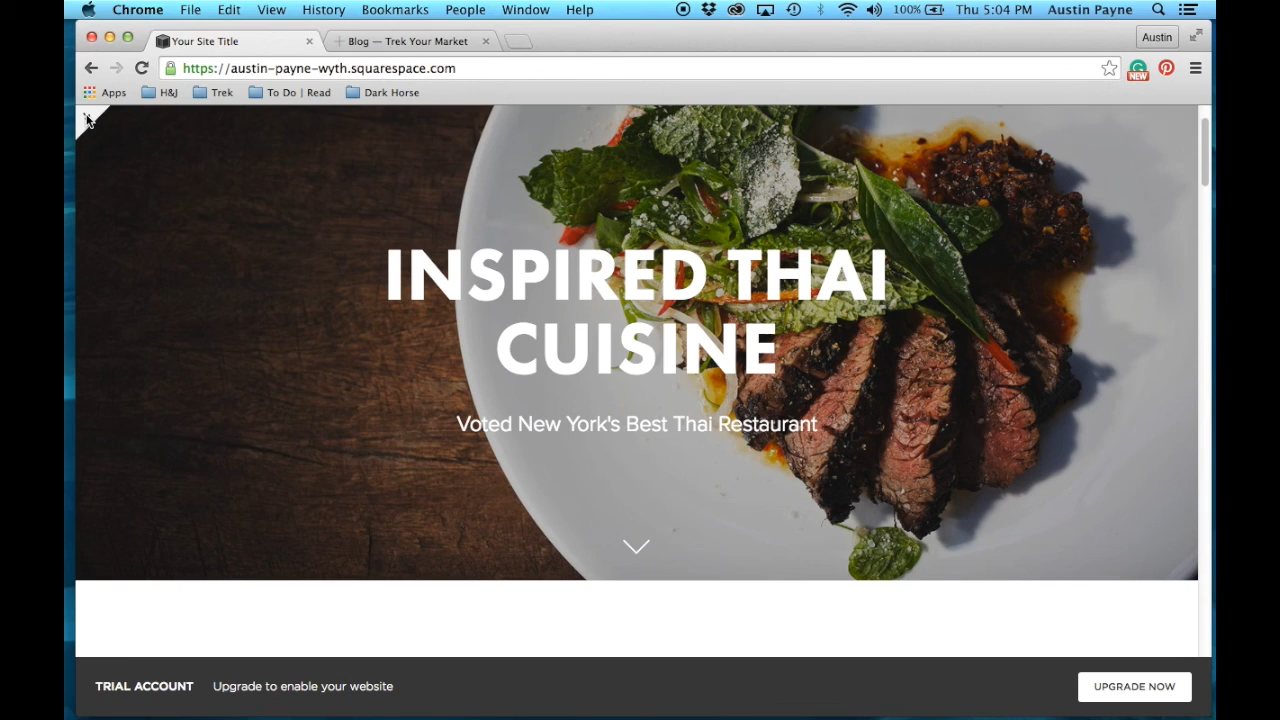 Chrome File Edit View History Bookmarks People Window Help 100% Thu 5:04 PM Austin Payne
Your Site Title Blog — Trek Your Market Austin
https://austin-payne-wyth.squarespace.com NEW
Apps H&J Trek To Do | Read Dark Horse
INSPIRED THAI
CUISINE
Voted New York's Best Thai Restaurant
TRIAL ACCOUNT Upgrade to enable your website UPGRADE NOW